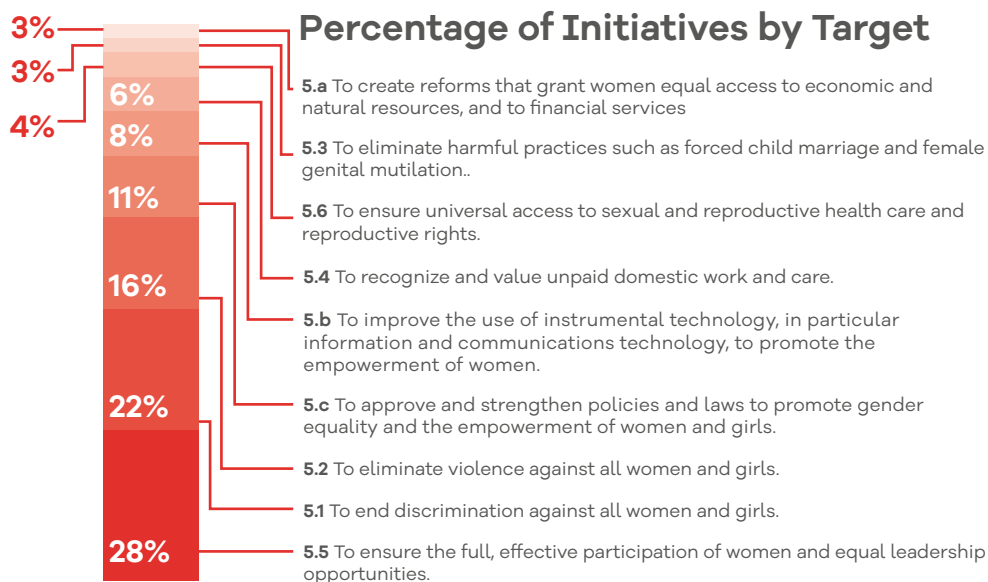 Percentage of Initiatives by Target
3%
3%
4%
6%
8%
11%
16%
22%
28%
5.a To create reforms that grant women equal access to economic and
natural resources, and to financial services
5.3 To eliminate harmful practices such as forced child marriage and female
genital mutilation..
5.6 To ensure universal access to sexual and reproductive health care and
reproductive rights.
5.4 To recognize and value unpaid domestic work and care.
5.b To improve the use of instrumental technology, in particular
information and communications technology, to promote the
empowerment of women.
5.c To approve and strengthen policies and laws to promote gender
equality and the empowerment of women and girls.
5.2 To eliminate violence against all women and girls.
5.1 To end discrimination against all women and girls.
5.5 To ensure the full, effective participation of women and equal leadership
opportunities.